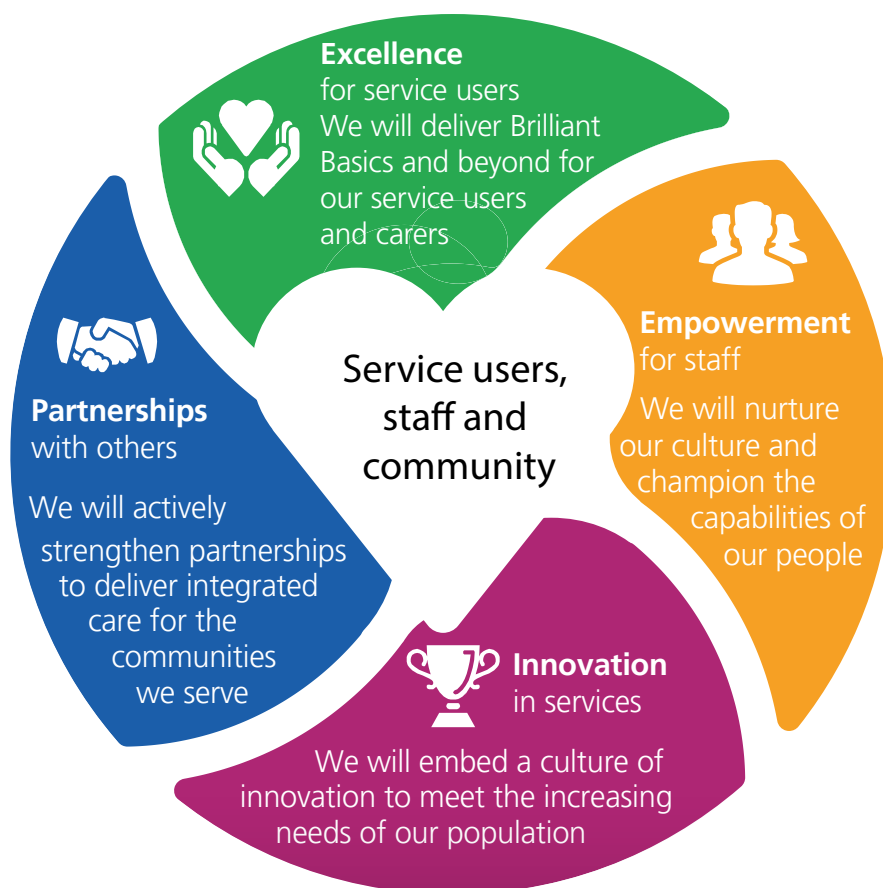 Excellence
for service users
We will deliver Brilliant
Basics and beyond for
our service users
and carers
Empowerment
for staff
We will nurture
our culture and
champion the
capabilities of
our people
Innovation
in services
We will embed a culture of
innovation to meet the increasing
needs of our population
Partnerships
with others
We will actively
strengthen partnerships
to deliver integrated
care for the
communities
we serve
Service users,
staff and
community